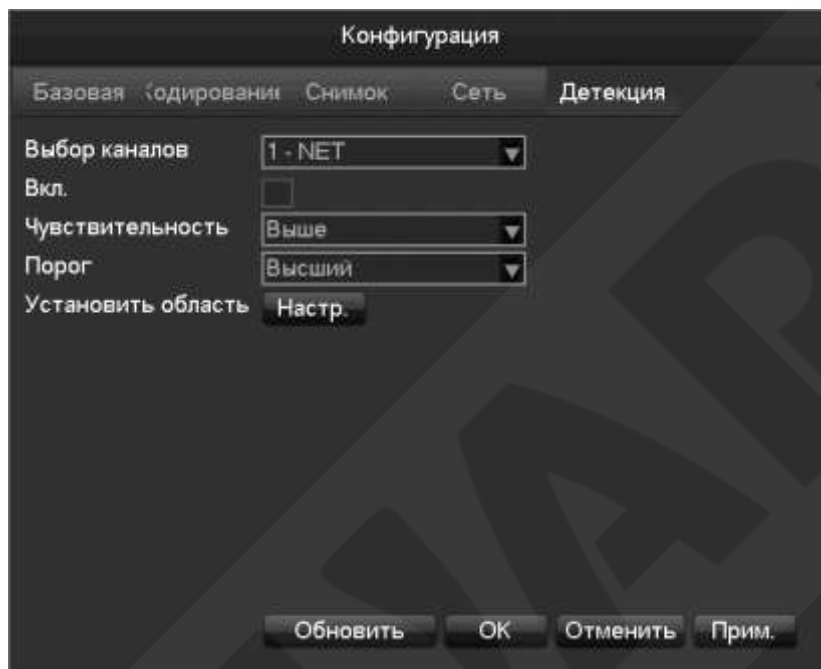 Конфигурация
Базовая Кодирование Снимок Сеть Детекция
Выбор каналов 1 - NET
Вкл.
Чувствительность Выше
Порог Высший
Установить область Настр.
Обновить OK Отменить Прим.